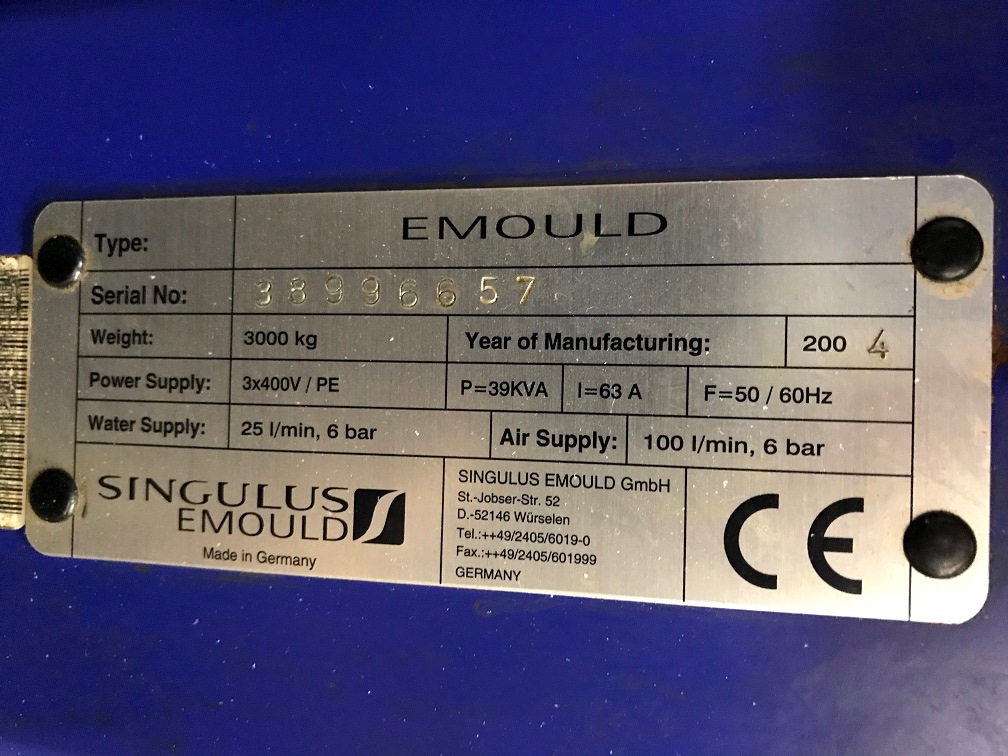 Type: EMOULD
Serial No: 38996657
Weight: 3000 kg Year of Manufacturing: 200 4
Power Supply: 3x400V / PE P=39KVA I=63 A F=50 / 60Hz
Water Supply: 25 l/min, 6 bar Air Supply: 100 l/min, 6 bar
SINGULUS
EMOULD
Made in Germany
SINGULUS EMOULD GmbH
St.-Jobser-Str. 52
D.-52146 Würselen
Tel.:++49/2405/6019-0
Fax.:++49/2405/601999
GERMANY
CE